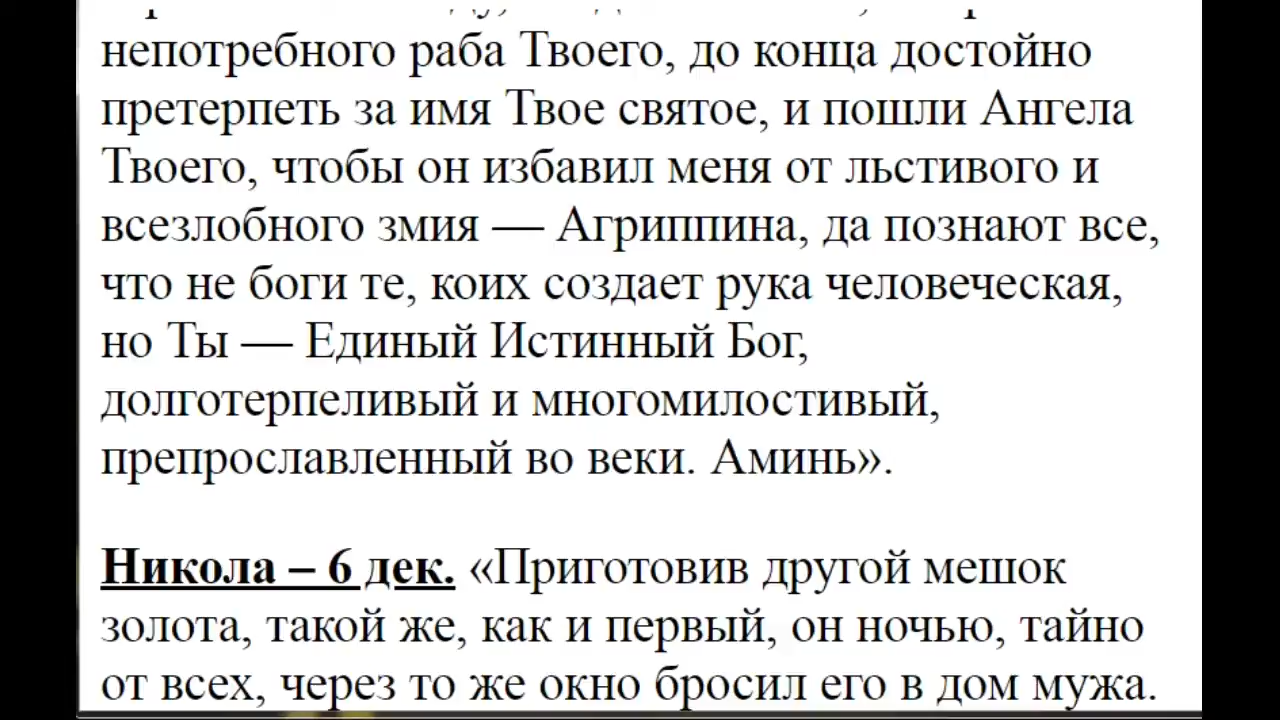 непотребного раба Твоего, до конца достойно
претерпеть за имя Твое святое, и пошли Ангела
Твоего, чтобы он избавил меня от льстивого и
всезлобного змия — Агриппина, да познают все,
что не боги те, коих создает рука человеческая,
но Ты — Единый Истинный Бог,
долготерпеливый и многомилостивый,
препрославленный во веки. Аминь».
Никола – 6 дек. «Приготовив другой мешок
золота, такой же, как и первый, он ночью, тайно
от всех, через то же окно бросил его в дом мужа.